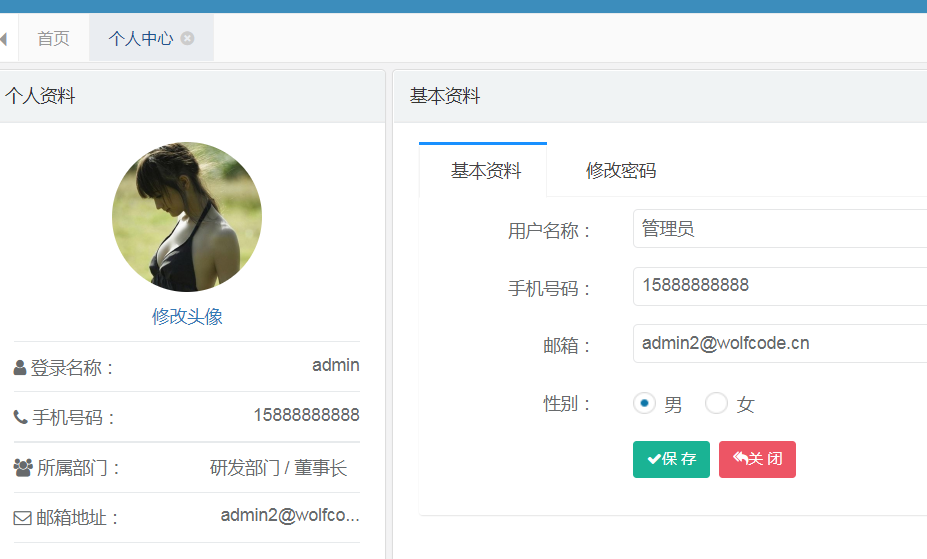 首页
个人中心
个人资料
修改头像
登录名称： admin
手机号码： 15888888888
所属部门： 研发部门 / 董事长
邮箱地址： admin2@wolfco...
基本资料
基本资料 修改密码
用户名称： 管理员
手机号码： 15888888888
邮箱： admin2@wolfcode.cn
性别： 男 女
保 存 关 闭